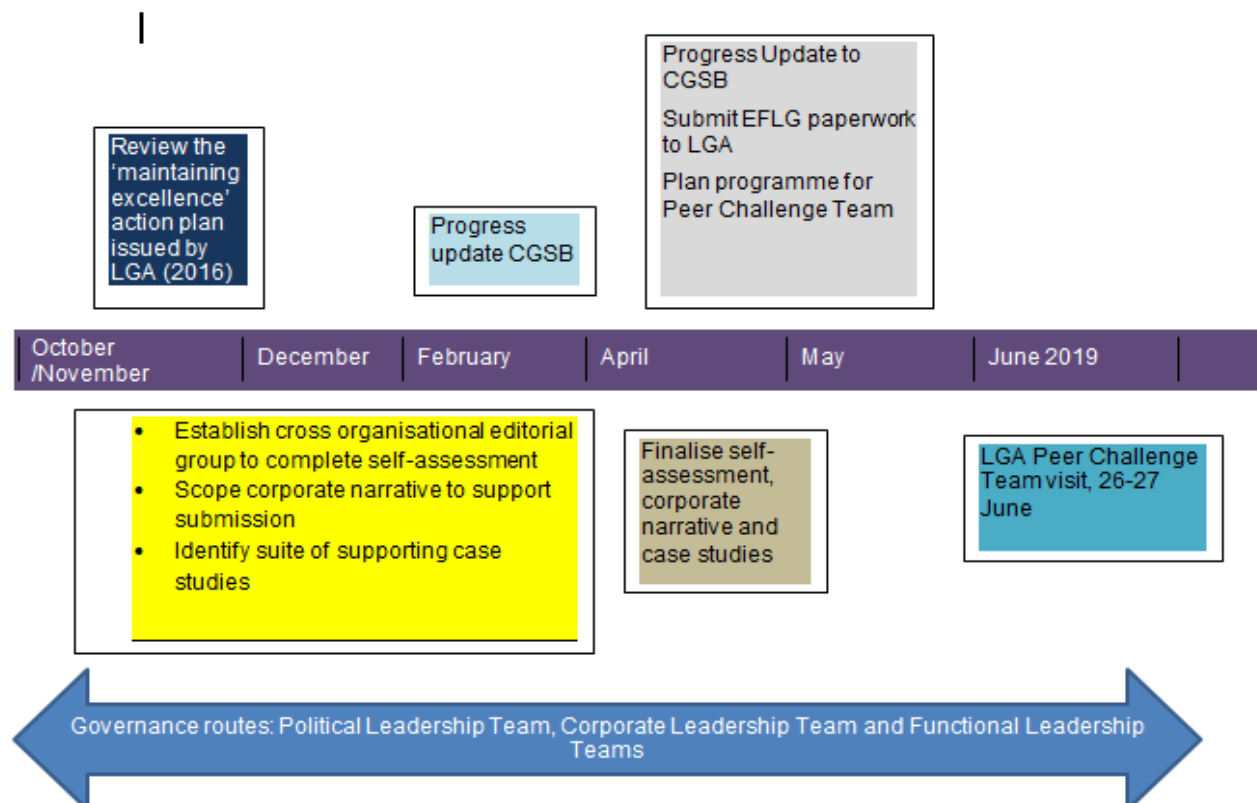 Review the
‘maintaining
excellence’
action plan
issued by
LGA (2016)
Progress
update CGSB
Progress Update to
CGSB
Submit EFLG paperwork
to LGA
Plan programme for
Peer Challenge Team
October
/November
December
February
April
May
June 2019
• Establish cross organisational editorial
group to complete self-assessment
• Scope corporate narrative to support
submission
• Identify suite of supporting case
studies
Finalise self-
assessment,
corporate
narrative and
case studies
LGA Peer Challenge
Team visit, 26-27
June
Governance routes: Political Leadership Team, Corporate Leadership Team and Functional Leadership
Teams